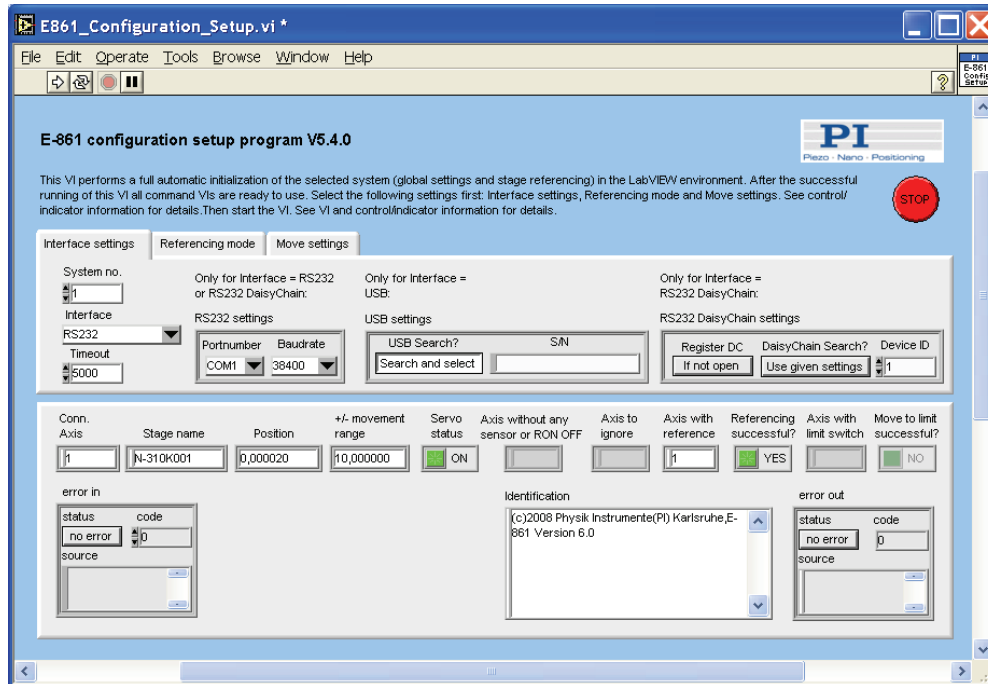 E861_Configuration_Setup.vi *
File Edit Operate Tools Browse Window Help
PI
E-861
Config
Setup
?
E-861 configuration setup program V5.4.0
PI
Piezo · Nano · Positioning
This VI performs a full automatic initialization of the selected system (global settings and stage referencing) in the LabVIEW environment. After the successful
running of this VI all command VIs are ready to use. Select the following settings first: Interface settings, Referencing mode and Move settings. See control/
indicator information for details.Then start the VI. See VI and control/indicator information for details.
STOP
Interface settings Referencing mode Move settings
System no.
1
Interface
RS232
Timeout
5000
Only for Interface = RS232
or RS232 DaisyChain:
RS232 settings
Portnumber Baudrate
COM1 38400
Only for Interface =
USB:
USB settings
USB Search? S/N
Search and select
Only for Interface =
RS232 DaisyChain:
RS232 DaisyChain settings
Register DC DaisyChain Search? Device ID
If not open Use given settings 1
Conn.
Axis
1
Stage name
N-310K001
Position
0,000020
+/- movement
range
10,000000
Servo
status
ON
Axis without any
sensor or RON OFF
Axis to
ignore
Axis with
reference
1
Referencing
successful?
YES
Axis with
limit switch
Move to limit
successful?
NO
error in
status code
no error 0
source
Identification
(c)2008 Physik Instrumente(PI) Karlsruhe,E-
861 Version 6.0
error out
status code
no error 0
source